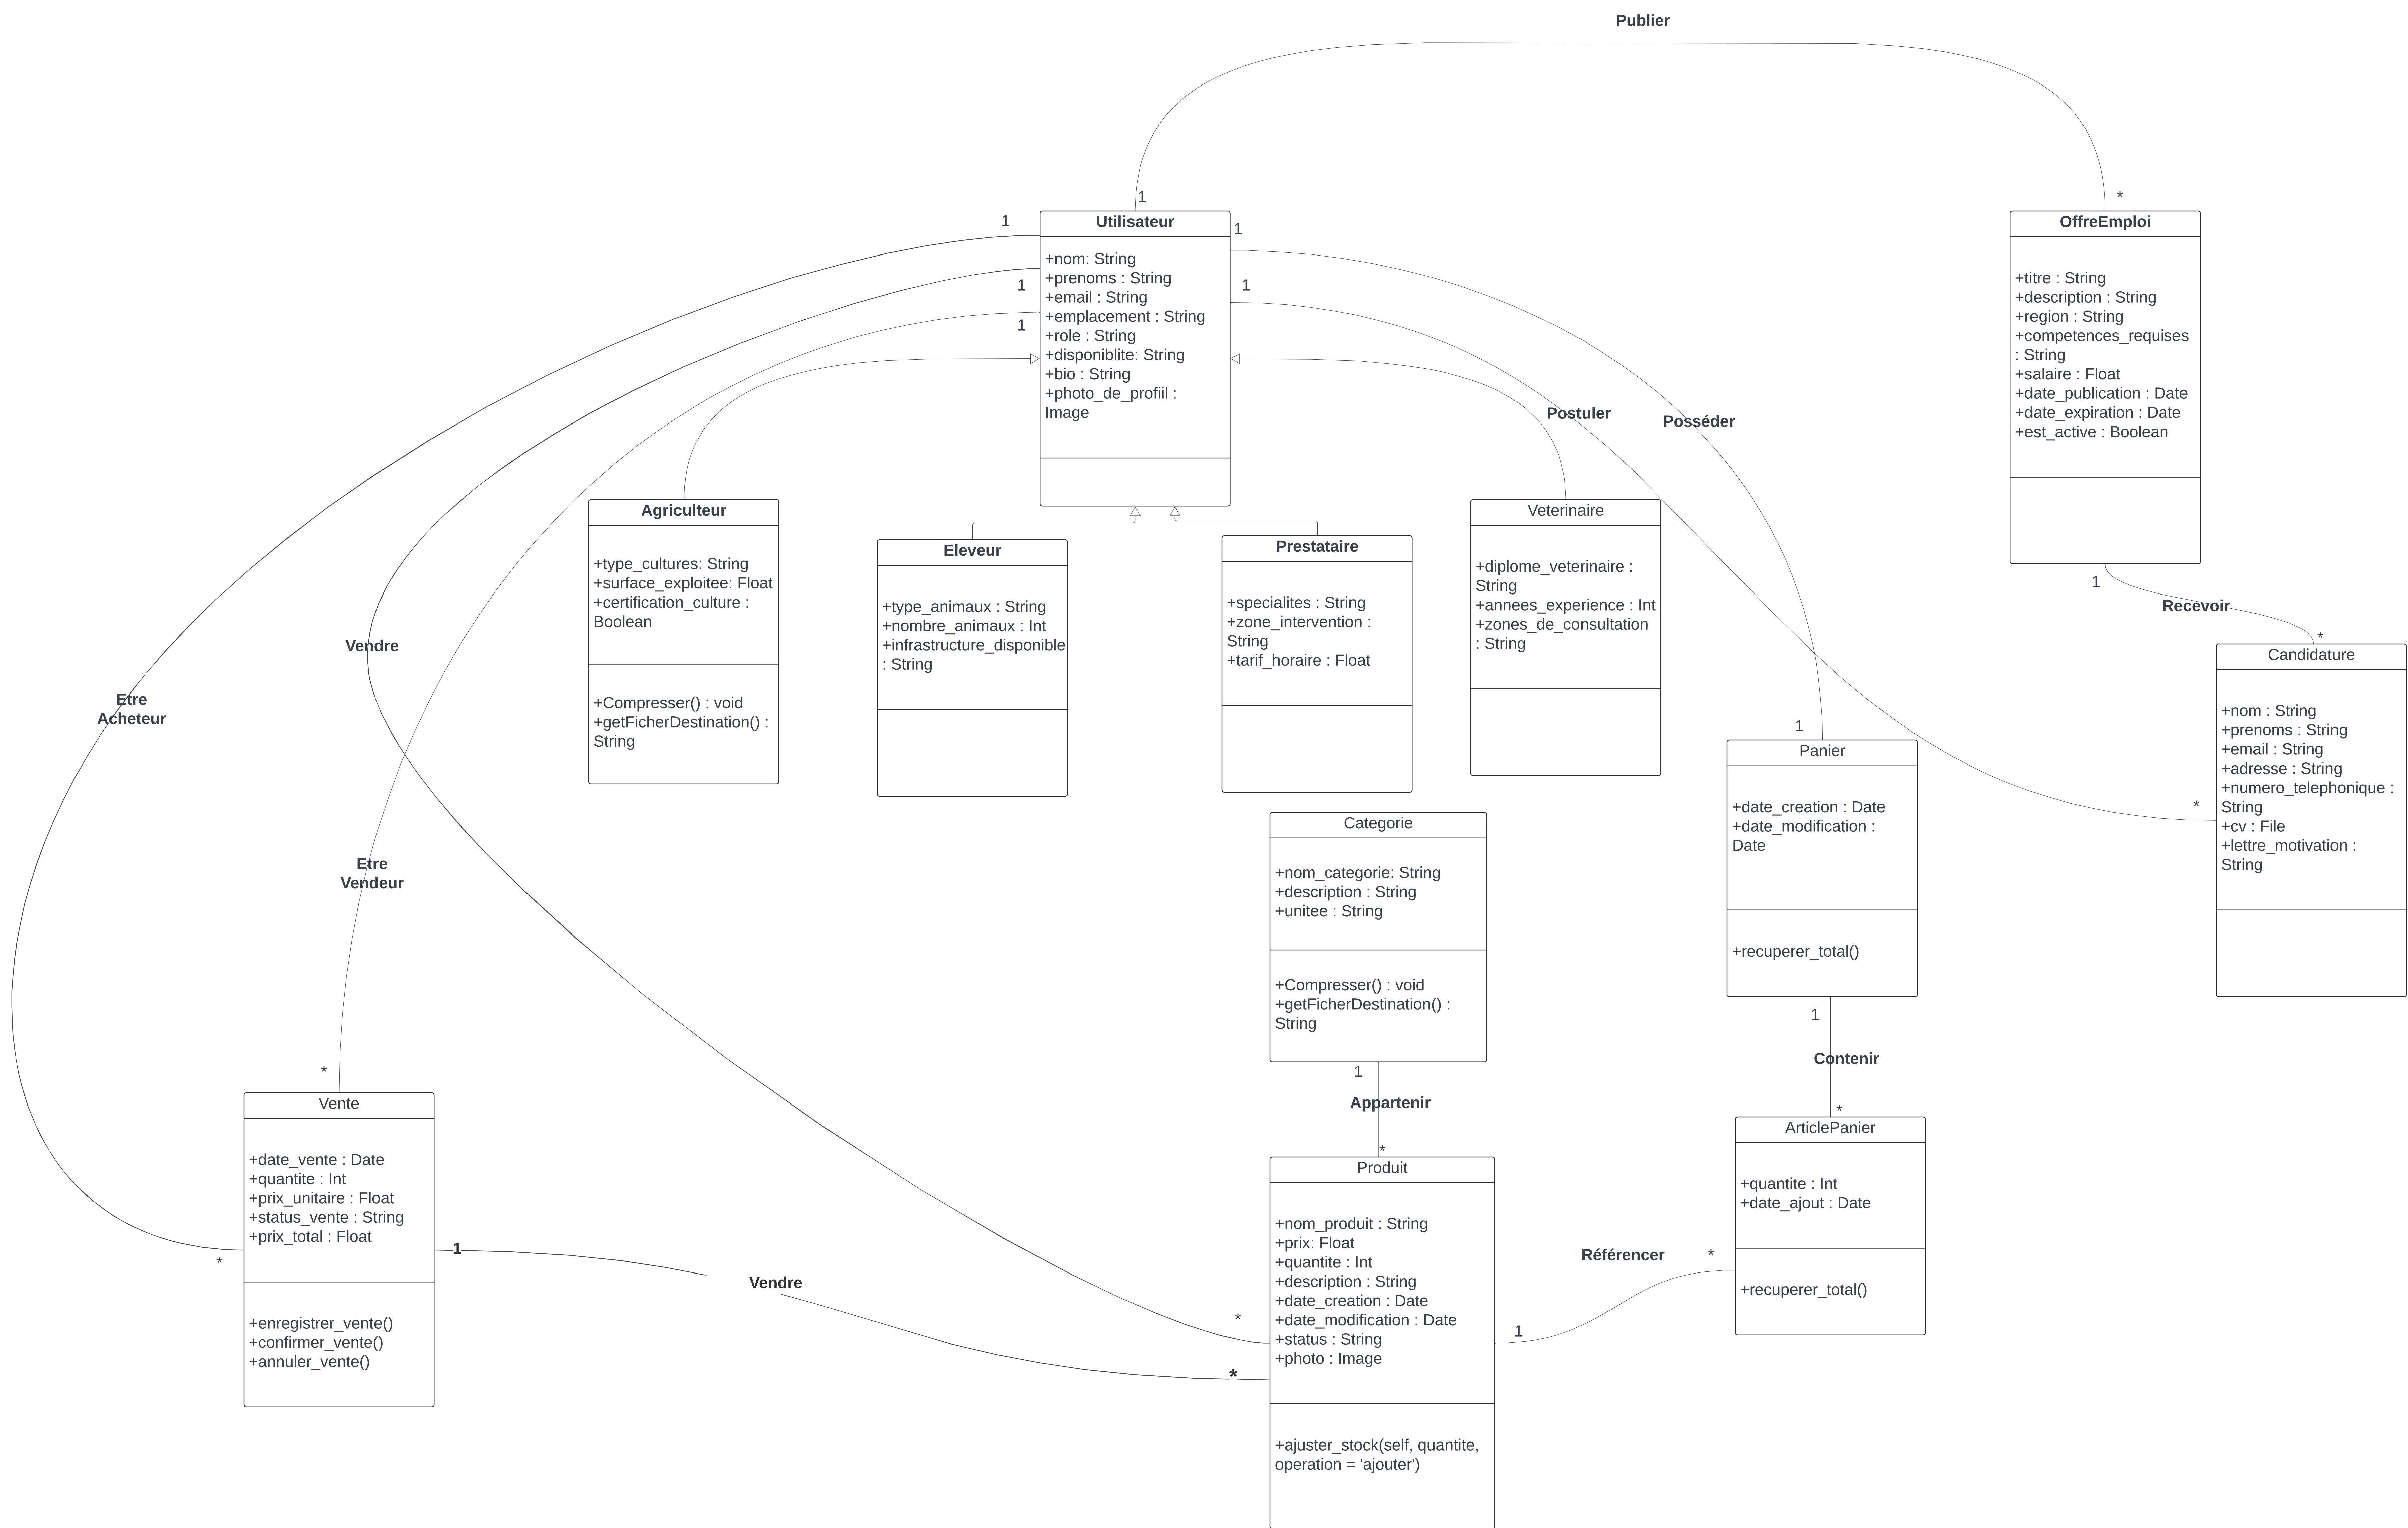 Publier
1
*
Utilisateur
+nom: String
+prenoms : String
+email : String
+emplacement : String
+role : String
+disponiblite: String
+bio : String
+photo_de_profiil :
Image
1
1
1
1
1
OffreEmploi
+titre : String
+description : String
+region : String
+competences_requises
: String
+salaire : Float
+date_publication : Date
+date_expiration : Date
+est_active : Boolean
Postuler
Posséder
Agriculteur
+type_cultures: String
+surface_exploitee: Float
+certification_culture :
Boolean
+Compresser() : void
+getFicherDestination() :
String
Eleveur
+type_animaux : String
+nombre_animaux : Int
+infrastructure_disponible
: String
Prestataire
+specialites : String
+zone_intervention :
String
+tarif_horaire : Float
Veterinaire
+diplome_veterinaire :
String
+annees_experience : Int
+zones_de_consultation
: String
1
Recevoir
*
Candidature
+nom : String
+prenoms : String
+email : String
+adresse : String
+numero_telephonique :
String
+cv : File
+lettre_motivation :
String
*
Vendre
Etre
Acheteur
Etre
Vendeur
1
Panier
+date_creation : Date
+date_modification :
Date
+recuperer_total()
Categorie
+nom_categorie: String
+description : String
+unitee : String
+Compresser() : void
+getFicherDestination() :
String
1
Contenir
*
1
Appartenir
*
*
Vente
+date_vente : Date
+quantite : Int
+prix_unitaire : Float
+status_vente : String
+prix_total : Float
+enregistrer_vente()
+confirmer_vente()
+annuler_vente()
*
1
Vendre
*
*
Produit
+nom_produit : String
+prix: Float
+quantite : Int
+description : String
+date_creation : Date
+date_modification : Date
+status : String
+photo : Image
+ajuster_stock(self, quantite,
operation = 'ajouter')
1
Référencer
*
ArticlePanier
+quantite : Int
+date_ajout : Date
+recuperer_total()